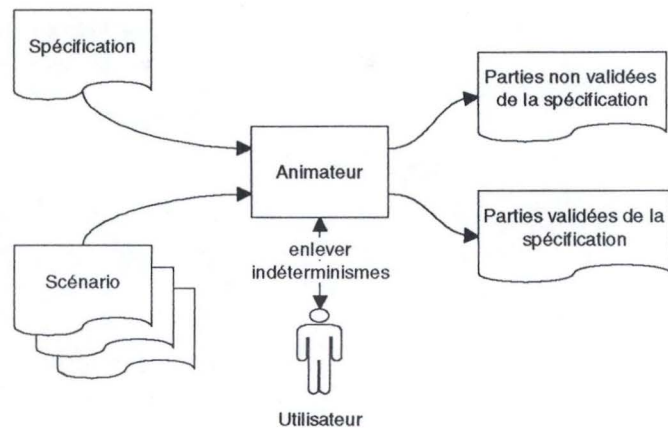 Spécification
Parties non validées
de la spécification
Animateur
Parties validées de la
spécification
enlever
indéterminismes
Scénario
Utilisateur